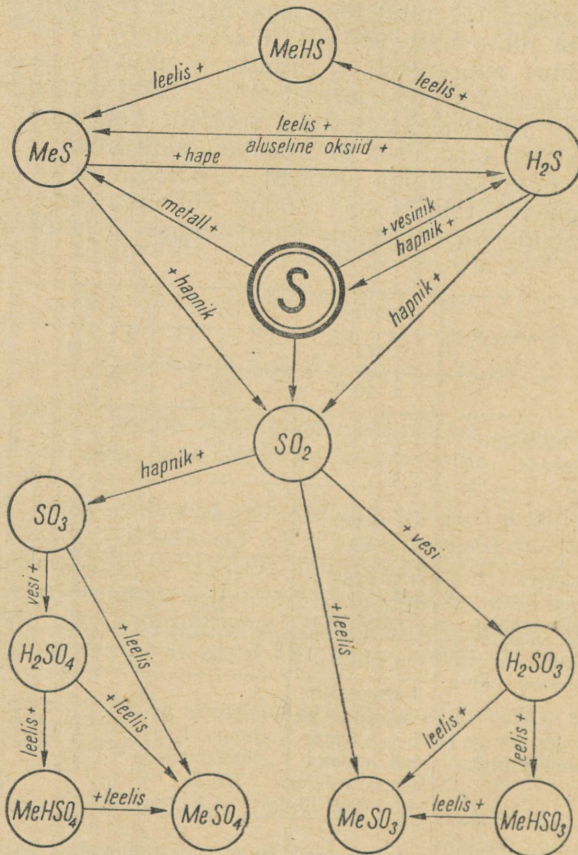 MeHS
leelis +
leelis +
MeS
leelis +
aluseline oksiid +
+ hape
H₂S
metall +
+ vesinik
hapnik +
S
+ hapnik
hapnik +
SO₂
hapnik +
SO₃
+ vesi
vesi +
+ leelis
+ leelis
H₂SO₄
H₂SO₃
leelis +
+ leelis
leelis +
leelis +
MeHSO₄
+ leelis
MeSO₄
MeSO₃
leelis +
MeHSO₃